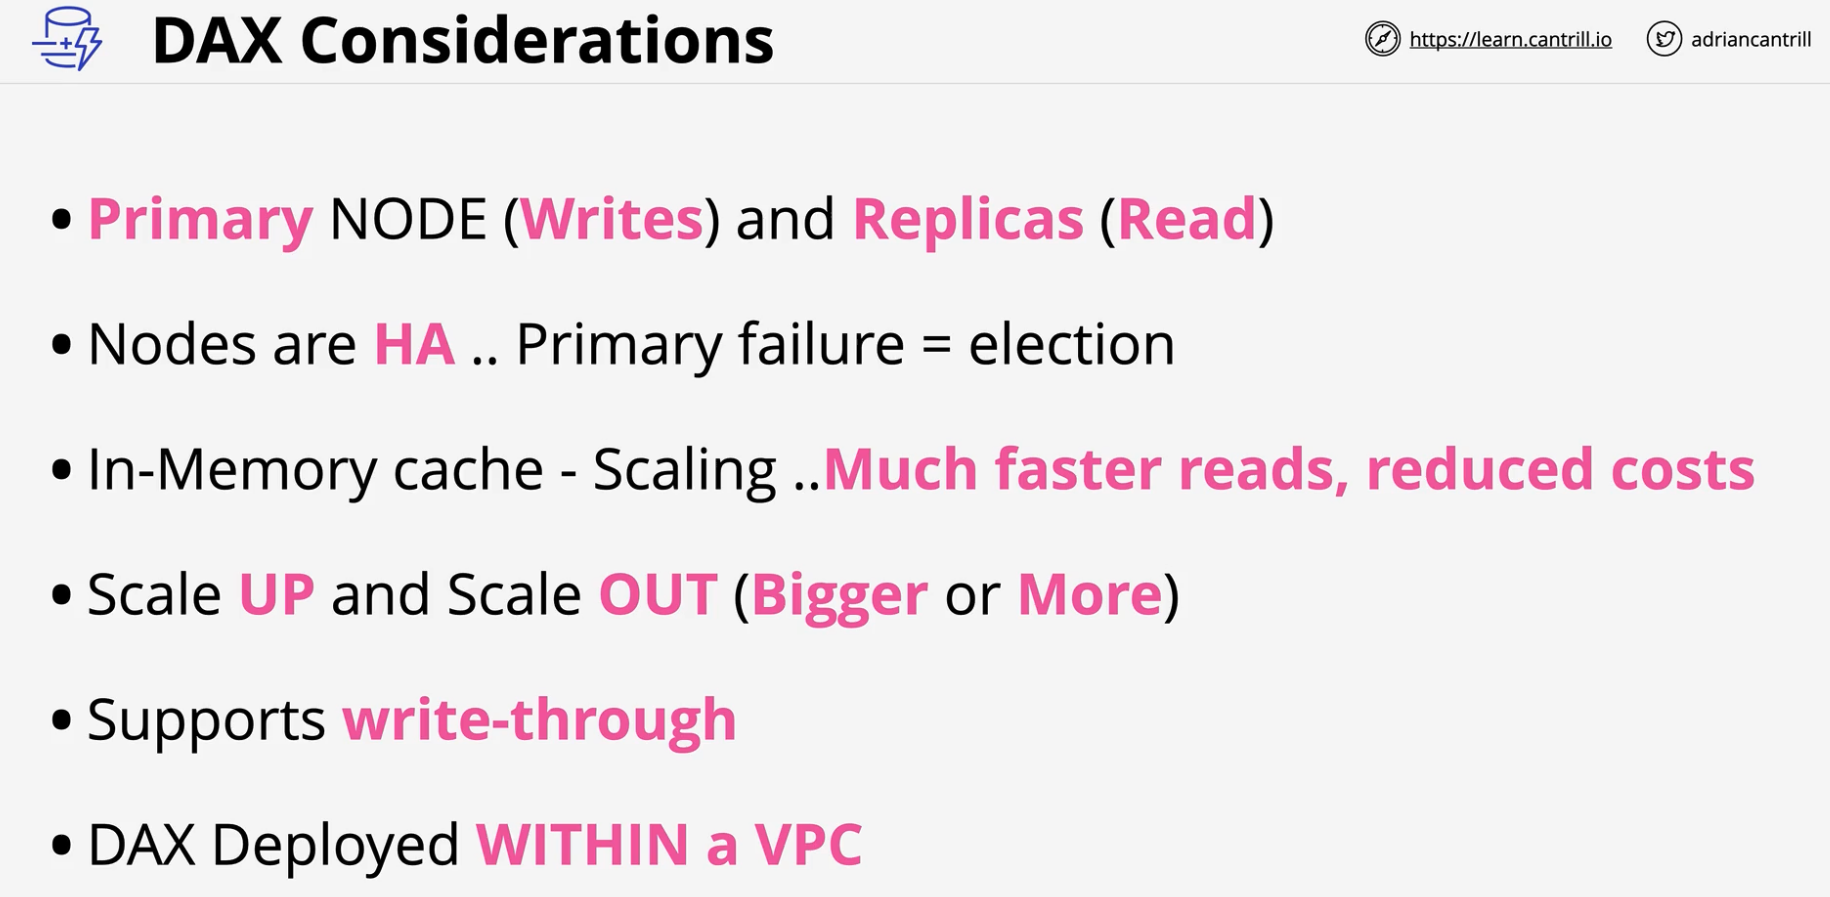 DAX Considerations
https://learn.cantrill.io
adriancantrill
• Primary NODE (Writes) and Replicas (Read)
• Nodes are HA .. Primary failure = election
• In-Memory cache - Scaling ..Much faster reads, reduced costs
• Scale UP and Scale OUT (Bigger or More)
• Supports write-through
• DAX Deployed WITHIN a VPC